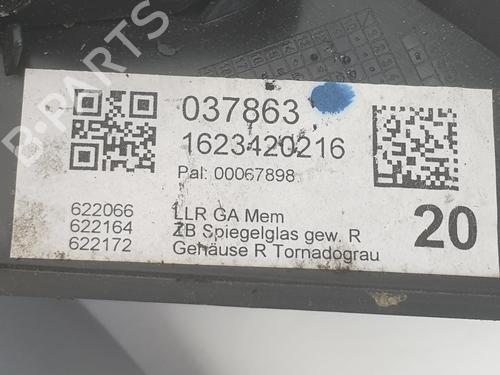 B-PARTS
037863
1623420216
Pal: 00067898
622066 LLR GA Mem
622164 ZB Spiegelglas gew. R
622172 Gehäuse R Tornadograu
20